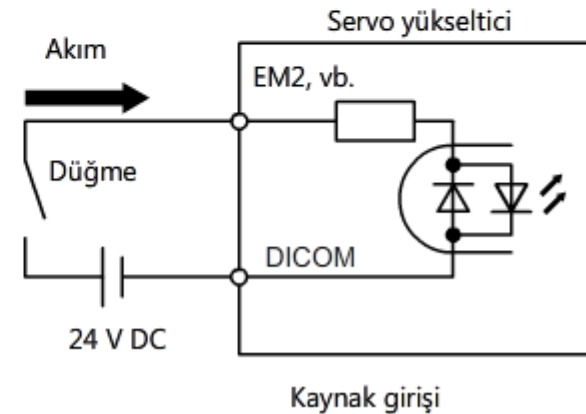 Servo yükseltici
Akım
EM2, vb.
Düğme
DICOM
24 V DC
Kaynak girişi